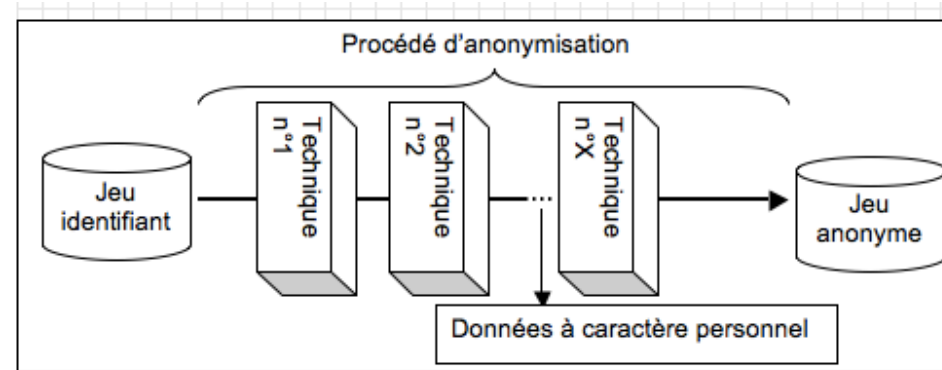 Procédé d'anonymisation
Jeu
identifiant
Technique
n°1
Technique
n°2
Technique
n°X
Jeu
anonyme
Données à caractère personnel